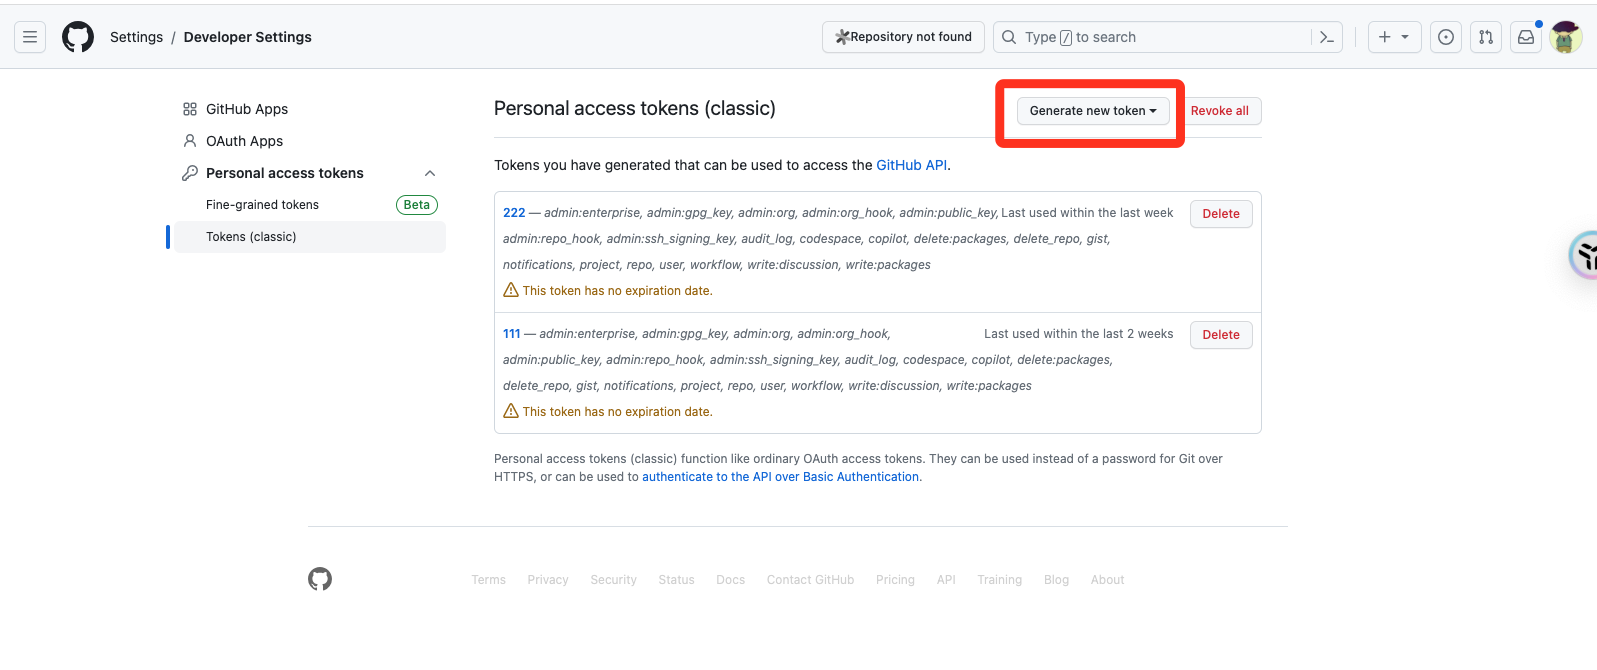 Settings / Developer Settings
Repository not found
Type / to search
GitHub Apps
OAuth Apps
Personal access tokens
Fine-grained tokens Beta
Tokens (classic)
Personal access tokens (classic)
Generate new token
Revoke all
Tokens you have generated that can be used to access the GitHub API.
222 — admin:enterprise, admin:gpg_key, admin:org, admin:org_hook, admin:public_key, Last used within the last week Delete
admin:repo_hook, admin:ssh_signing_key, audit_log, codespace, copilot, delete:packages, delete_repo, gist,
notifications, project, repo, user, workflow, write:discussion, write:packages
This token has no expiration date.
111 — admin:enterprise, admin:gpg_key, admin:org, admin:org_hook, Last used within the last 2 weeks Delete
admin:public_key, admin:repo_hook, admin:ssh_signing_key, audit_log, codespace, copilot, delete:packages,
delete_repo, gist, notifications, project, repo, user, workflow, write:discussion, write:packages
This token has no expiration date.
Personal access tokens (classic) function like ordinary OAuth access tokens. They can be used instead of a password for Git over
HTTPS, or can be used to authenticate to the API over Basic Authentication.
Terms Privacy Security Status Docs Contact GitHub Pricing API Training Blog About